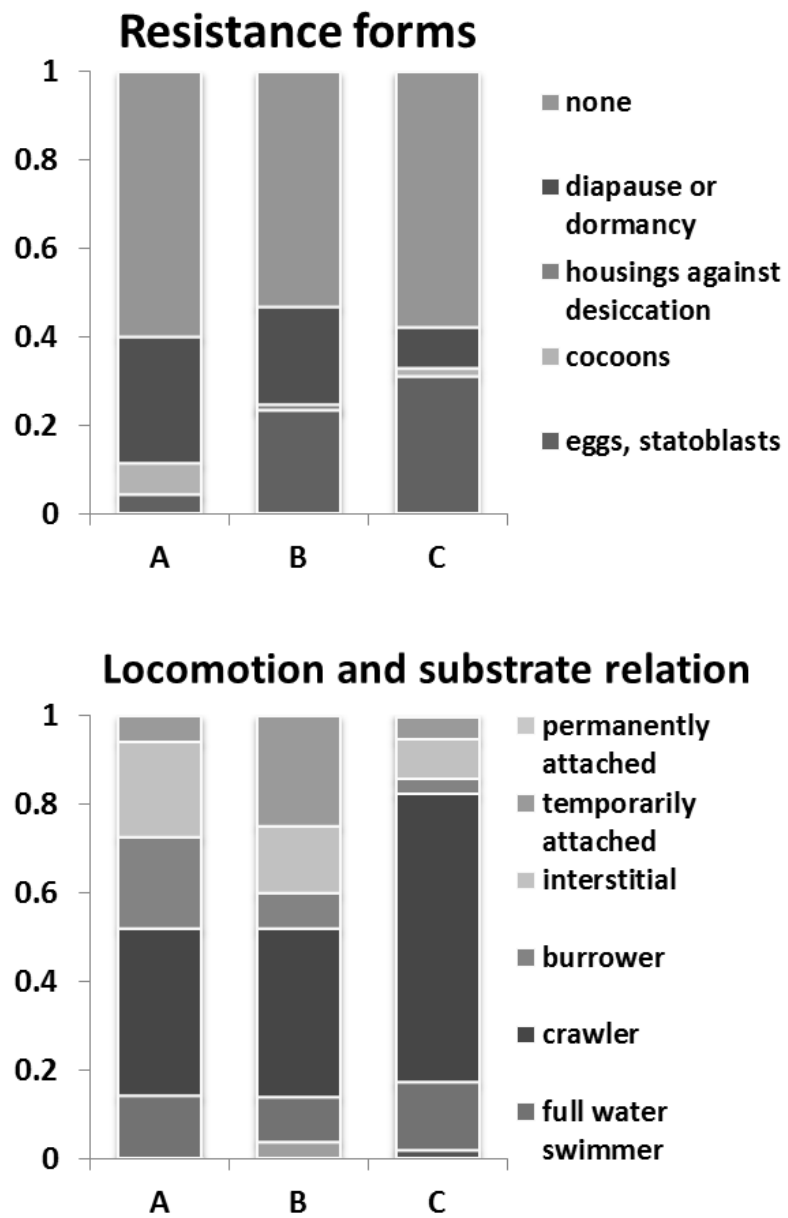 Resistance forms
1
0.8
0.6
0.4
0.2
0
A B C
none
diapause or
dormancy
housings against
desiccation
cocoons
eggs, statoblasts
Locomotion and substrate relation
1
0.8
0.6
0.4
0.2
0
A B C
permanently
attached
temporarily
attached
interstitial
burrower
crawler
full water
swimmer